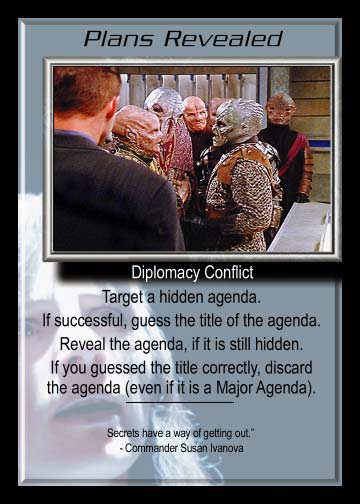 Plans Revealed
Diplomacy Conflict
Target a hidden agenda.
If successful, guess the title of the agenda.
Reveal the agenda, if it is still hidden.
If you guessed the title correctly, discard
the agenda (even if it is a Major Agenda).
Secrets have a way of getting out.”
- Commander Susan Ivanova